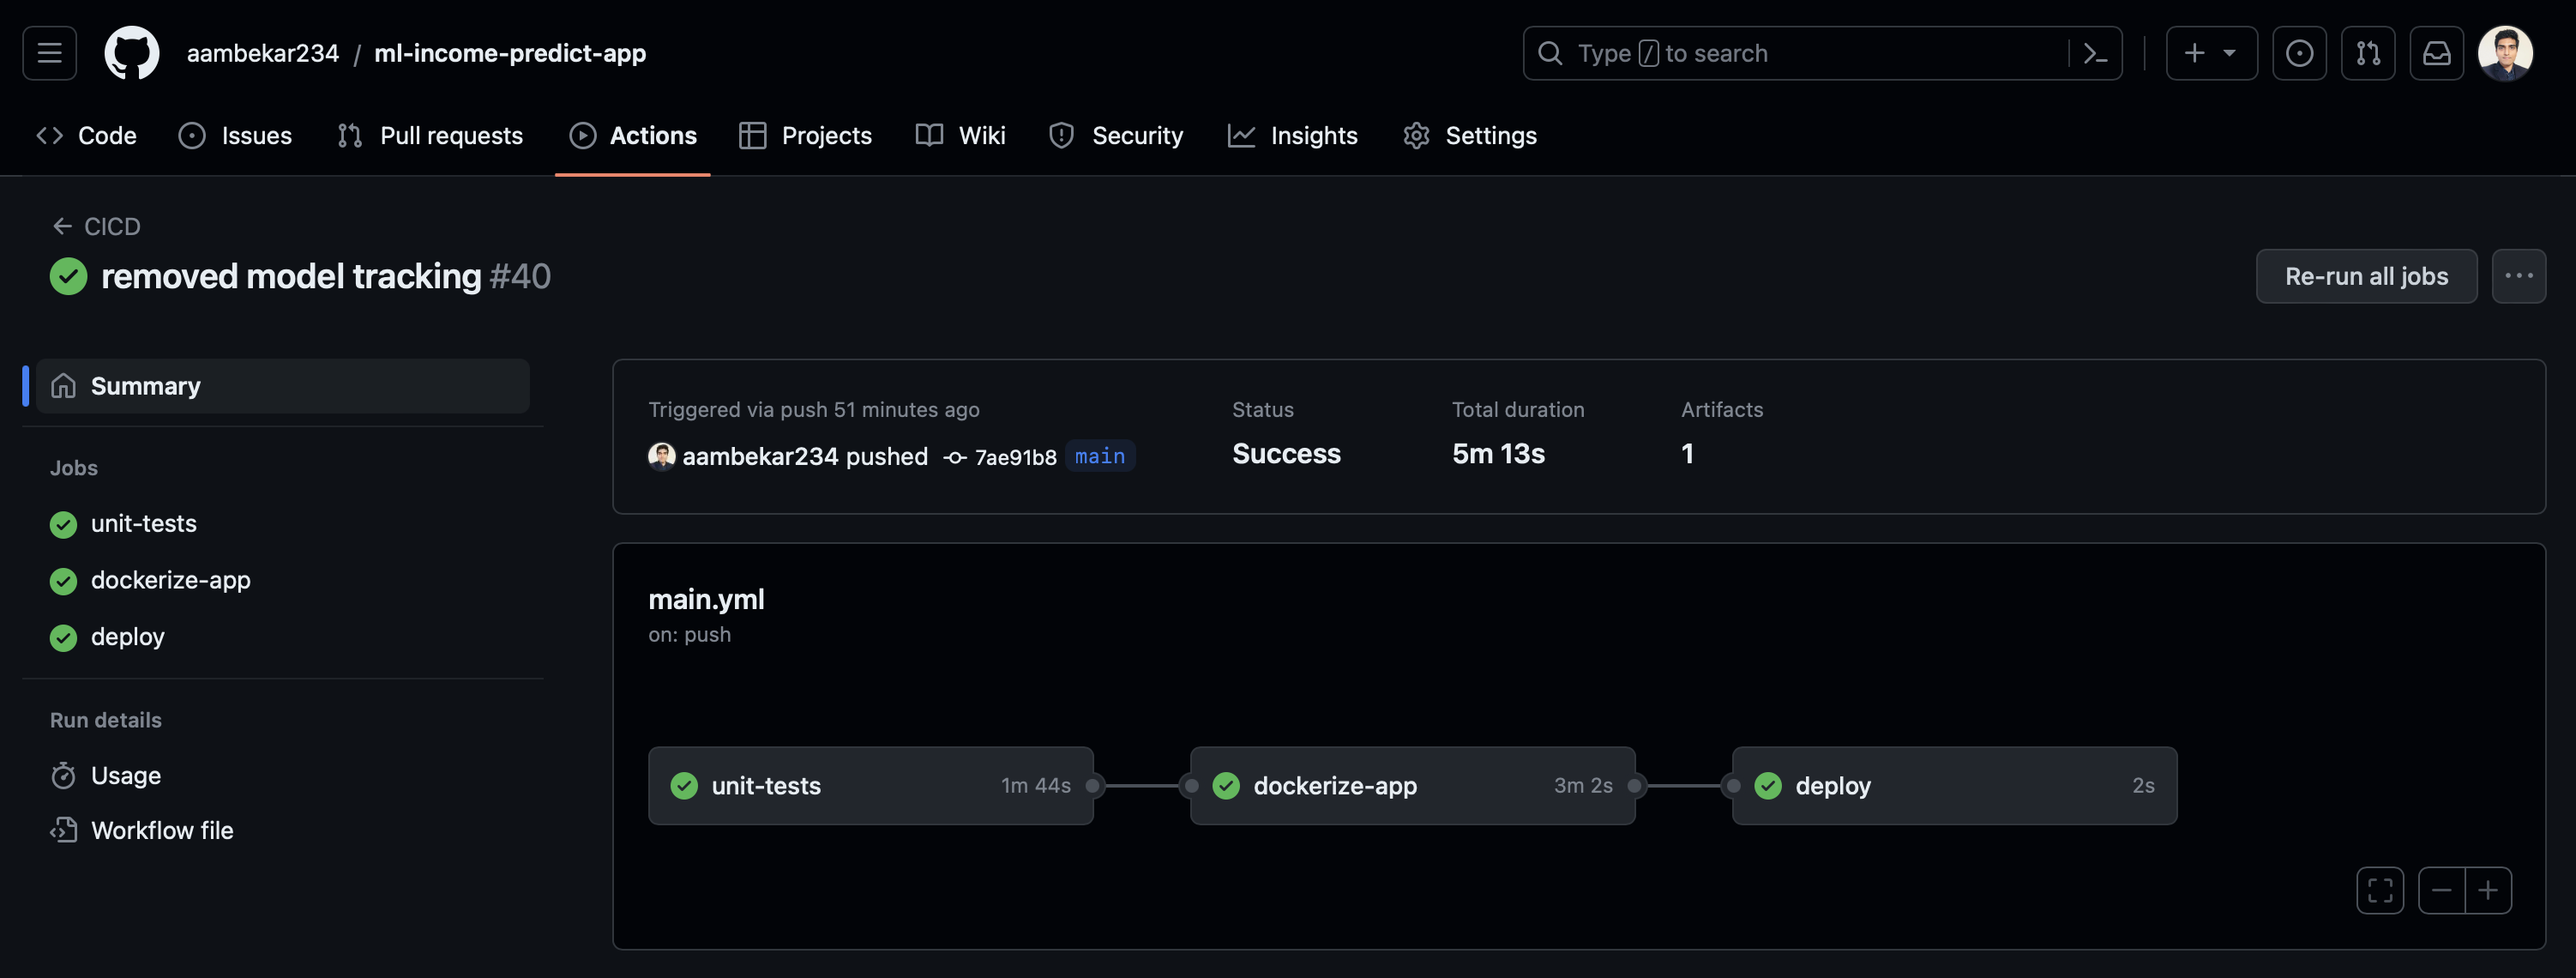 aambekar234 / ml-income-predict-app
Type / to search
Code Issues Pull requests Actions Projects Wiki Security Insights Settings
CICD
removed model tracking #40
Re-run all jobs
Summary
Jobs
unit-tests
dockerize-app
deploy
Run details
Usage
Workflow file
Triggered via push 51 minutes ago
aambekar234 pushed 7ae91b8 main
Status
Success
Total duration
5m 13s
Artifacts
1
main.yml
on: push
unit-tests 1m 44s
dockerize-app 3m 2s
deploy 2s